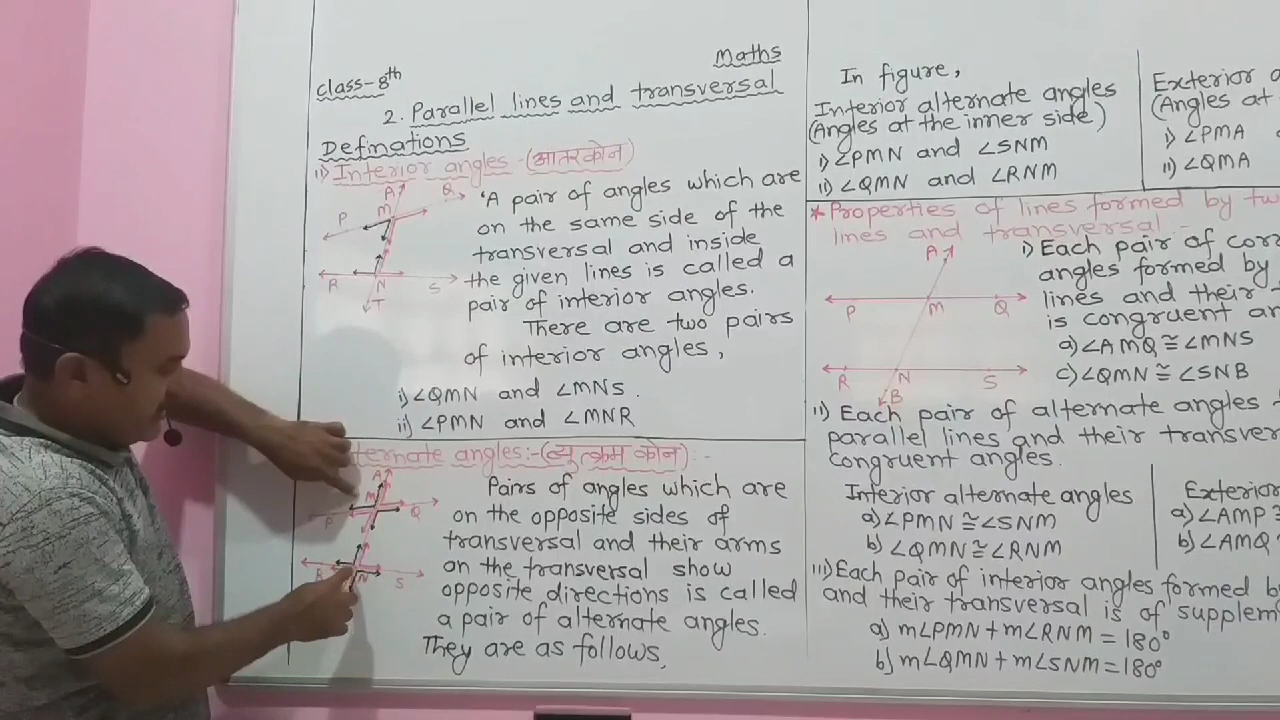 Maths
class-8th
2. Parallel lines and transversal
Definations
i) Interior angles :- (आंतरकोन)
A
Q
M
P
R
N
S
T
'A pair of angles which are
on the same side of the
transversal and inside
the given lines is called a
pair of interior angles.
There are two pairs
of interior angles,
i) ∠QMN and ∠MNS.
ii) ∠PMN and ∠MNR
ternate angles:- (व्युत्क्रम कोन) :-
A
M
P
Q
N
S
Pairs of angles which are
on the opposite sides of
transversal and their arms
on the transversal show
opposite directions is called
a pair of alternate angles.
They are as follows,
In figure,
Interior alternate angles
(Angles at the inner side)
i) ∠PMN and ∠SNM
ii) ∠QMN and ∠RNM
Exterior a
(Angles at
i) ∠PMA
ii) ∠QMA
* Properties of lines formed by two
lines and transversal :-
A
P
M
Q
R
N
S
B
i) Each pair of corr
angles formed by
lines and their
is congruent an
a) ∠AMQ ≅ ∠MNS
c) ∠QMN ≅ ∠SNB
ii) Each pair of alternate angles
parallel lines and their transver
congruent angles.
Interior alternate angles
a) ∠PMN ≅ ∠SNM
b) ∠QMN ≅ ∠RNM
Exterior
a) ∠AMP ≅
b) ∠AMQ
iii) Each pair of interior angles formed b
and their transversal is of supplem
a) m∠PMN + m∠RNM = 180°
b) m∠QMN + m∠SNM = 180°